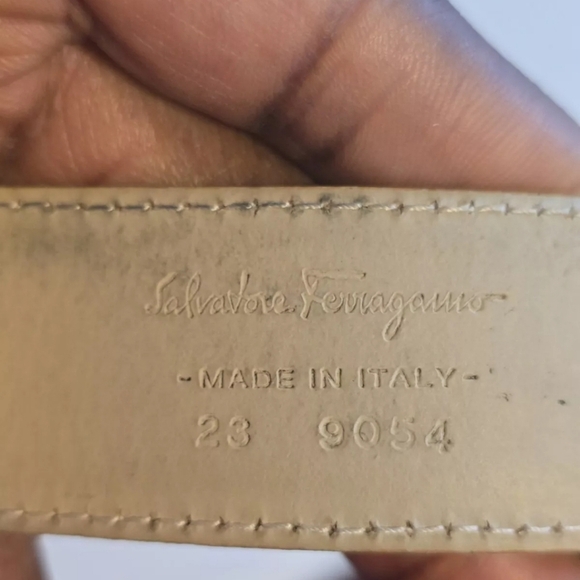 Salvatore Ferragamo
-MADE IN ITALY-
23 9054